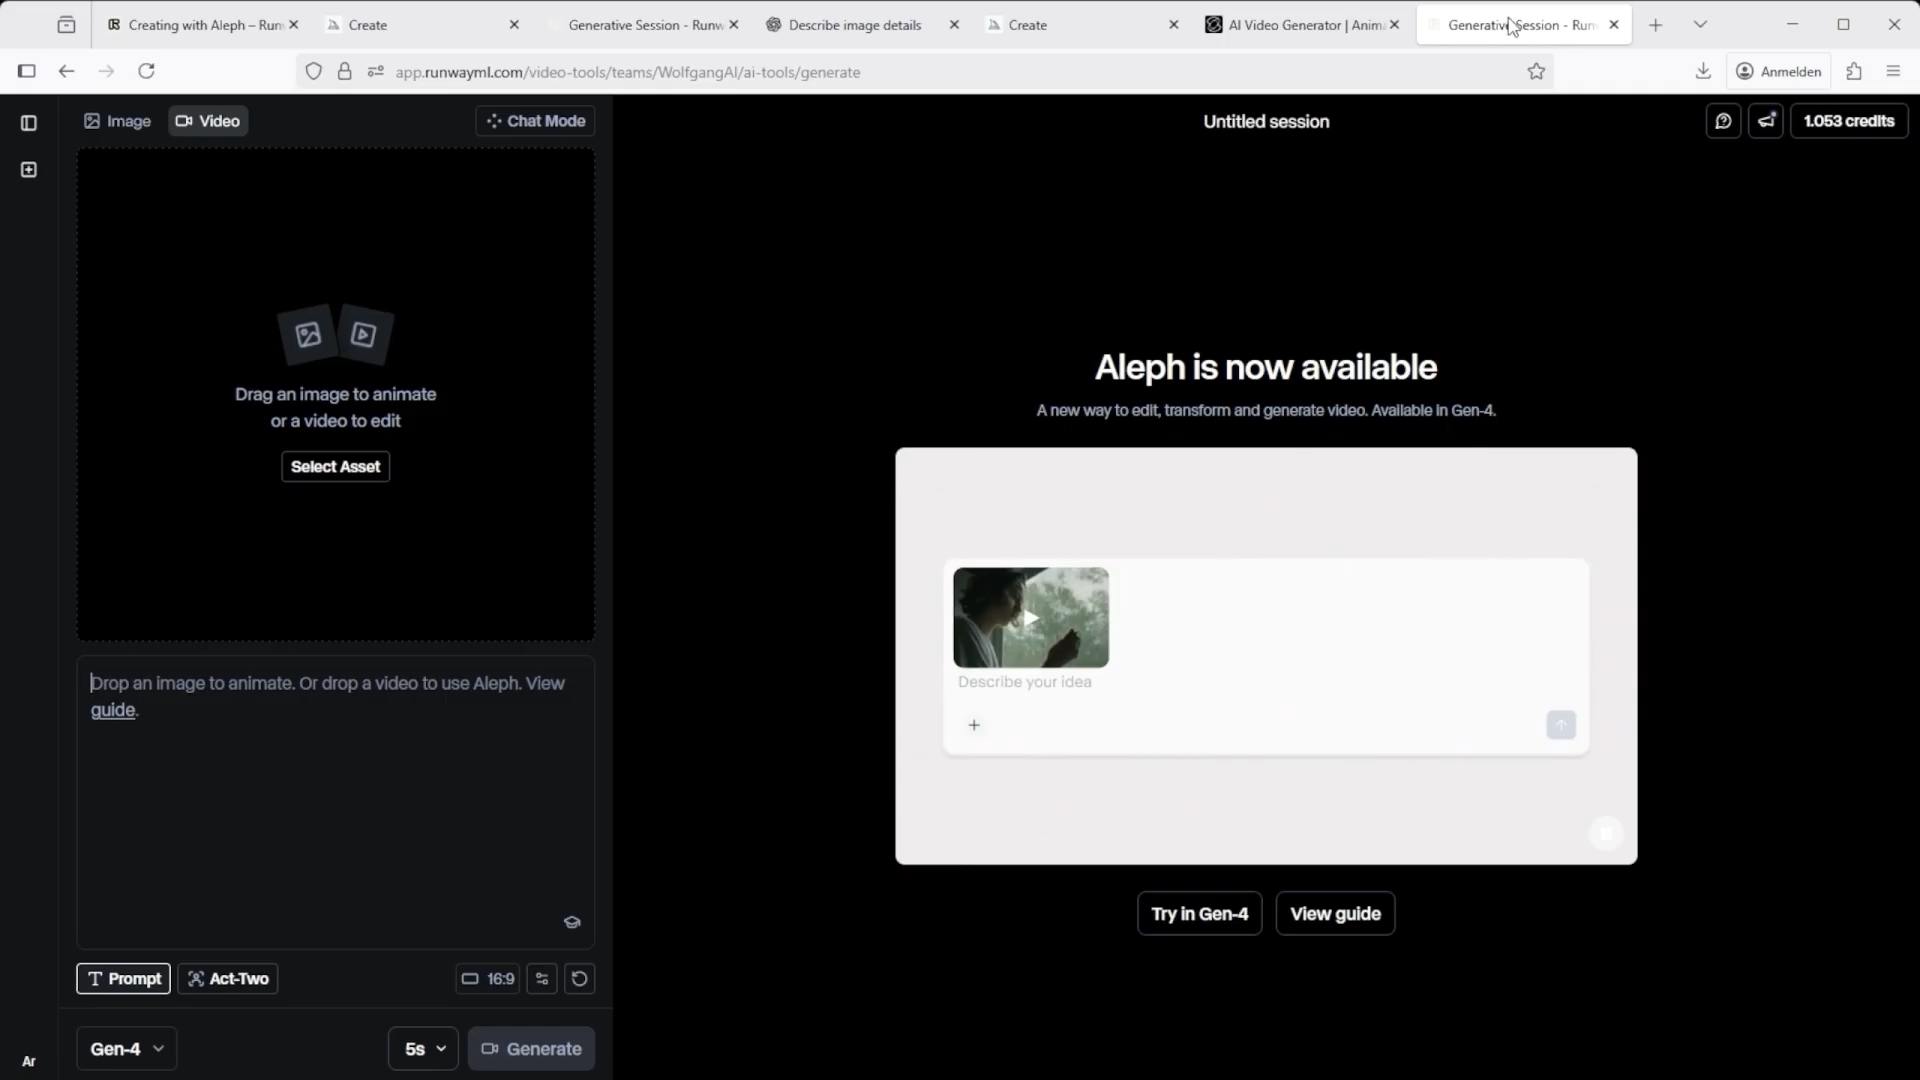 Creating with Aleph – Run
Create
Generative Session - Runw
Describe image details
Create
AI Video Generator | Anima
Generative Session - Run
app.runwayml.com/video-tools/teams/WolfgangAI/ai-tools/generate
Anmelden
Image
Video
Chat Mode
Untitled session
1.053 credits
Drag an image to animate
or a video to edit
Select Asset
Aleph is now available
A new way to edit, transform and generate video. Available in Gen-4.
Describe your idea
Drop an image to animate. Or drop a video to use Aleph. View
guide.
Try in Gen-4
View guide
Prompt
Act-Two
16:9
Gen-4
5s
Generate
Ar